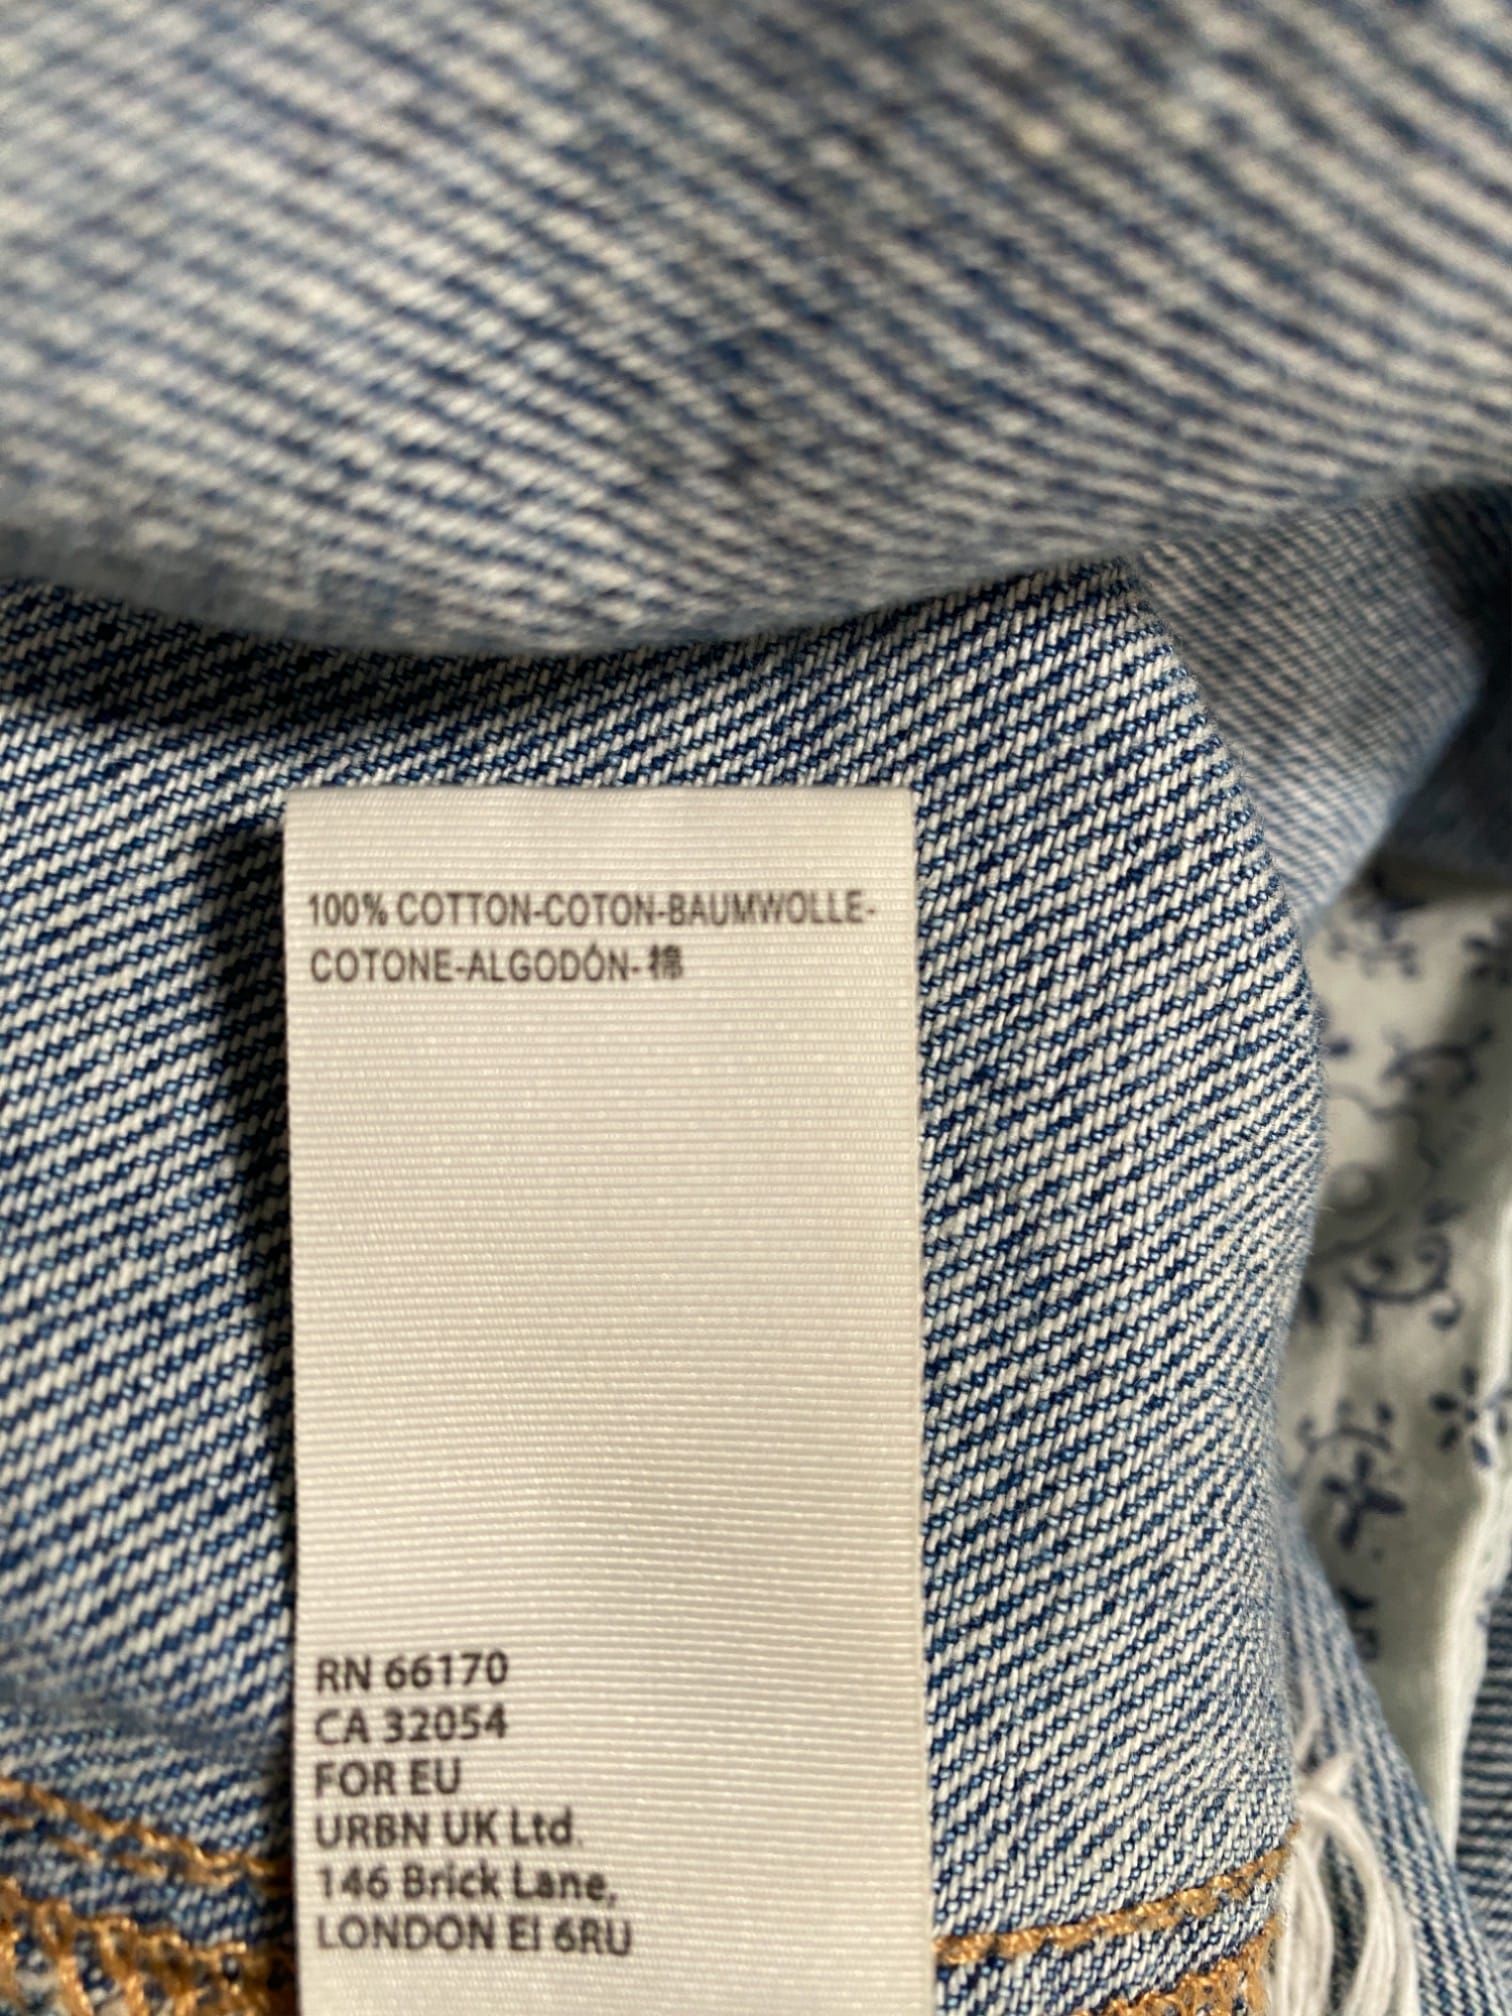 100% COTTON-COTON-BAUMWOLLE-
COTONE-ALGODÓN-棉
RN 66170
CA 32054
FOR EU
URBN UK Ltd.
146 Brick Lane,
LONDON EI 6RU